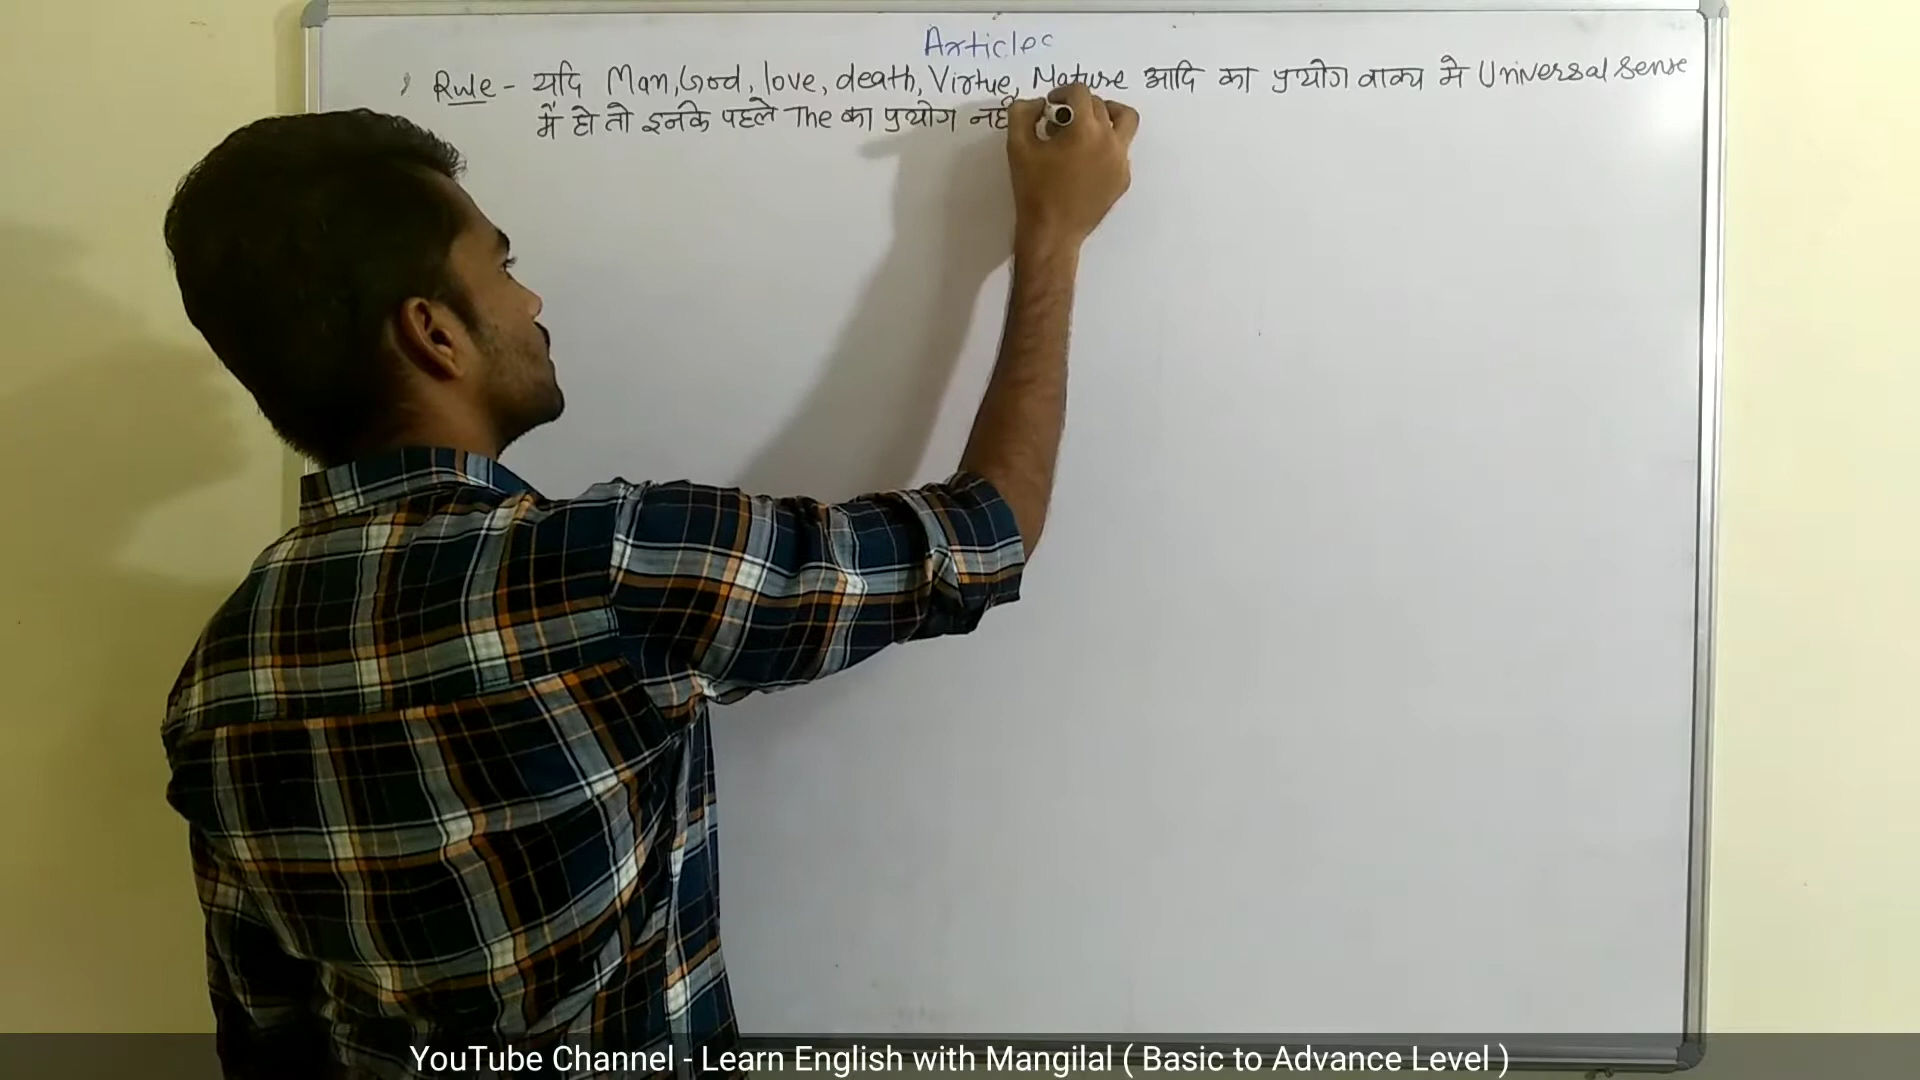 Articles
Rule - यदि Man, God, love, death, Virtue, Nature आदि का प्रयोग वाक्य मे Universal Sense
में हो तो इनके पहले The का प्रयोग नही
YouTube Channel - Learn English with Mangilal ( Basic to Advance Level )